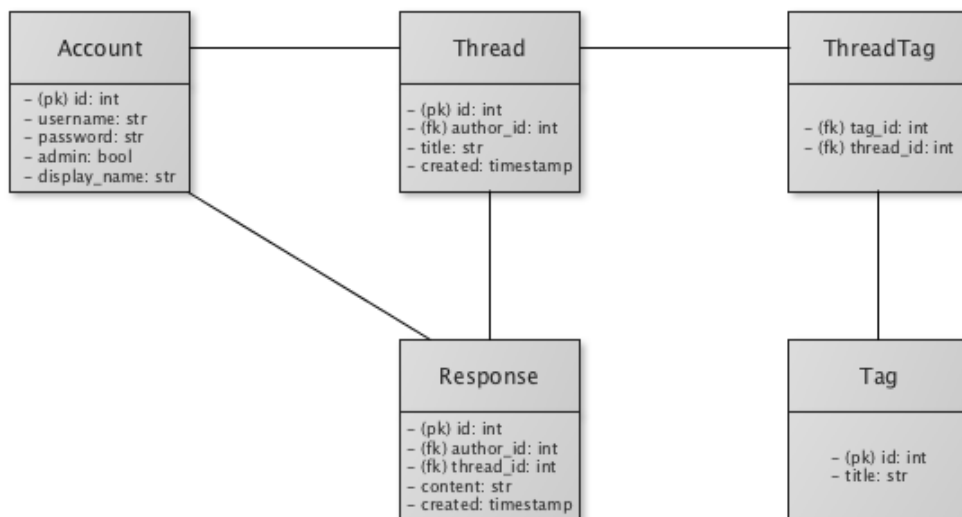 Account
- (pk) id: int
- username: str
- password: str
- admin: bool
- display_name: str
Thread
- (pk) id: int
- (fk) author_id: int
- title: str
- created: timestamp
ThreadTag
- (fk) tag_id: int
- (fk) thread_id: int
Response
- (pk) id: int
- (fk) author_id: int
- (fk) thread_id: int
- content: str
- created: timestamp
Tag
- (pk) id: int
- title: str